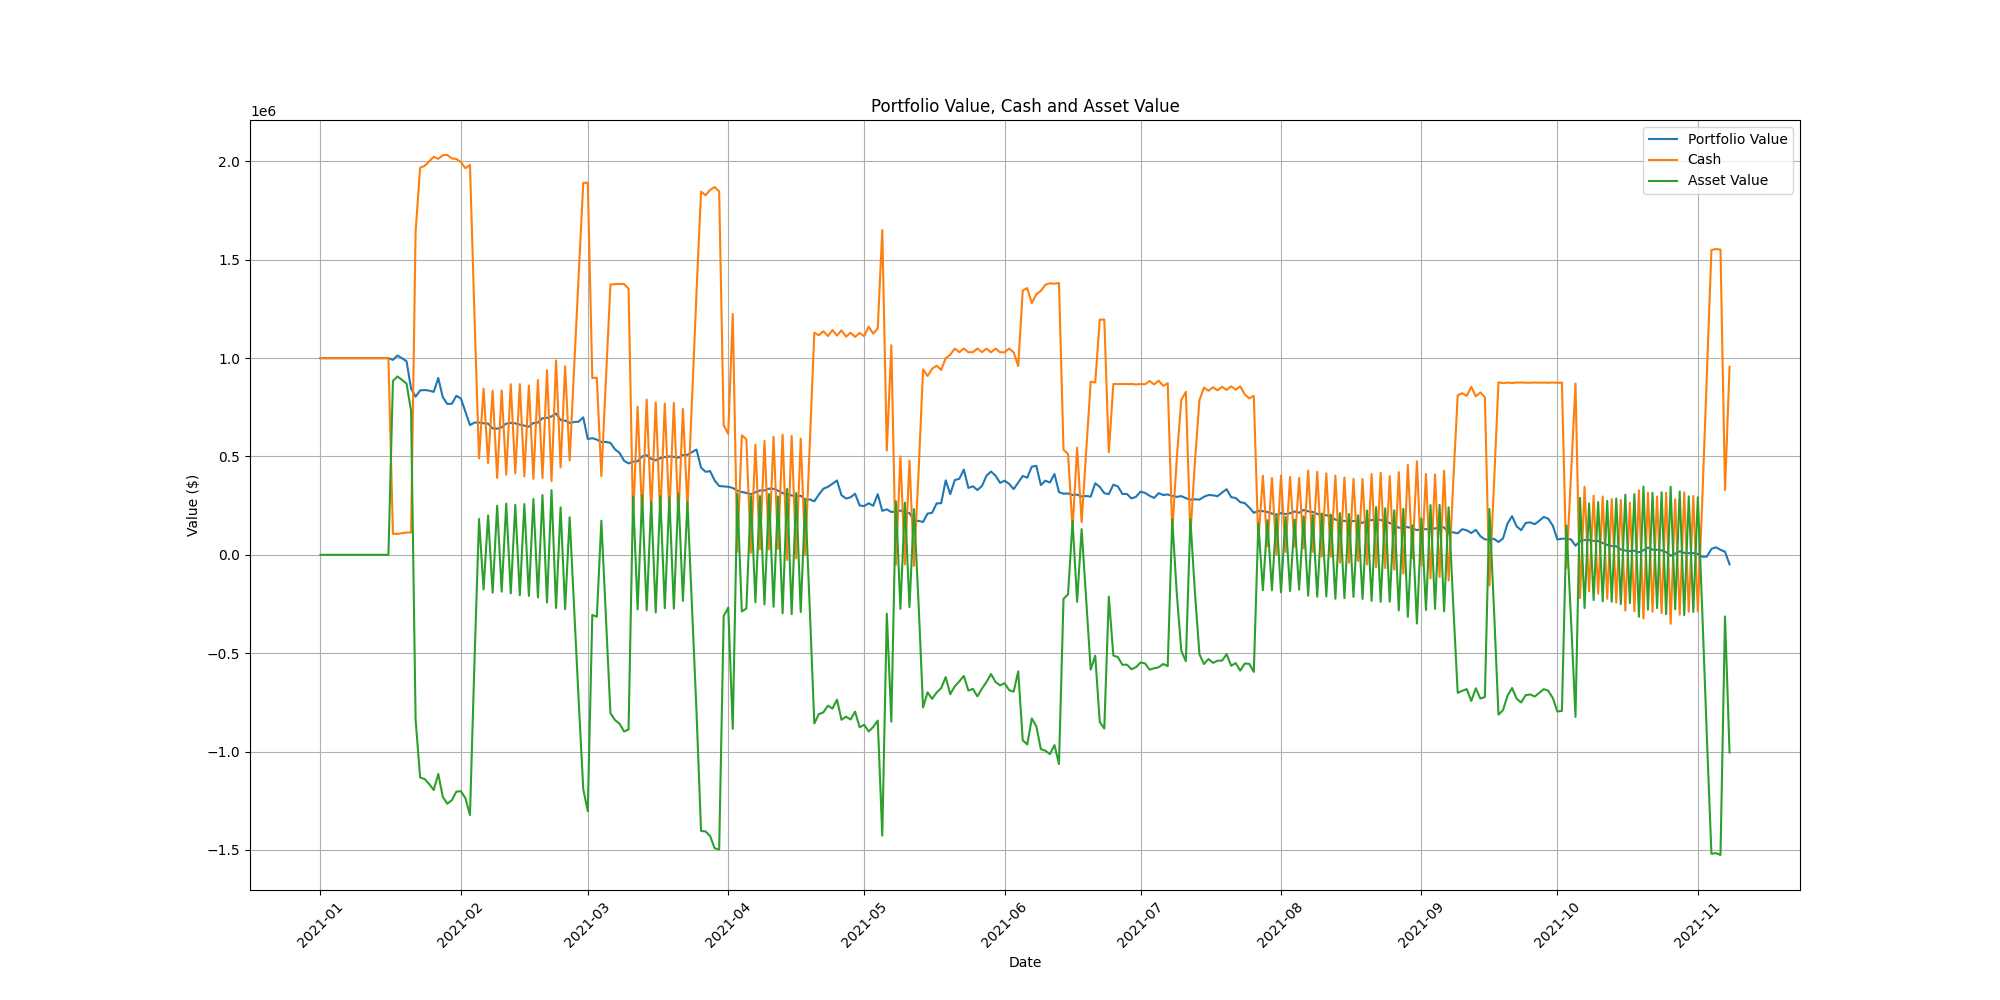 Portfolio Value, Cash and Asset Value
1e6
Portfolio Value
Cash
Asset Value
2.0
1.5
1.0
0.5
0.0
−0.5
−1.0
−1.5
Value ($)
2021-01
2021-02
2021-03
2021-04
2021-05
2021-06
2021-07
2021-08
2021-09
2021-10
2021-11
Date